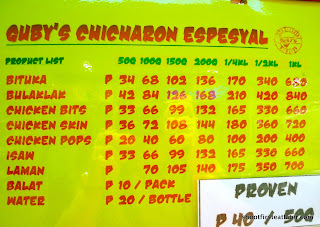 QUBY'S CHICHARON ESPESYAL
PRODUCT LIST 50G 100G 150G 200G 1/4KL 1/2KL 1KL
BITUKA P 34 68 102 136 170 340 680
BULAKLAK P 42 84 126 168 210 420 840
CHICKEN BITS P 33 66 99 132 165 330 660
CHICKEN SKIN P 36 72 108 144 180 360 720
CHICKEN POPS P 20 40 60 80 100 200 400
ISAW P 33 66 99 132 165 330 660
LAMAN P 70 105 140 175 350 700
BALAT P 10 / PACK
WATER P 20 / BOTTLE
PROVEN
P 40 / 300